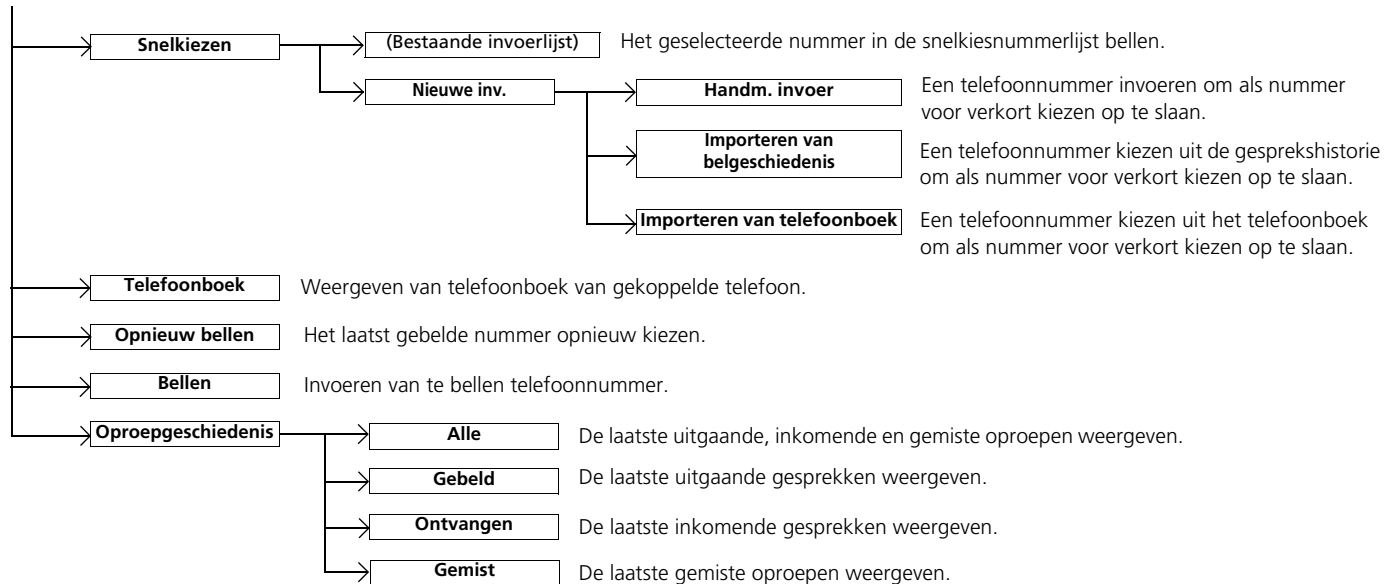 Snelkiezen
(Bestaande invoerlijst)
Het geselecteerde nummer in de snelkiesnummerlijst bellen.
Nieuwe inv.
Handm. invoer
Een telefoonnummer invoeren om als nummer
voor verkort kiezen op te slaan.
Importeren van
belgeschiedenis
Een telefoonnummer kiezen uit de gesprekshistorie
om als nummer voor verkort kiezen op te slaan.
Importeren van telefoonboek
Een telefoonnummer kiezen uit het telefoonboek
om als nummer voor verkort kiezen op te slaan.
Telefoonboek
Weergeven van telefoonboek van gekoppelde telefoon.
Opnieuw bellen
Het laatst gebelde nummer opnieuw kiezen.
Bellen
Invoeren van te bellen telefoonnummer.
Oproepgeschiedenis
Alle
De laatste uitgaande, inkomende en gemiste oproepen weergeven.
Gebeld
De laatste uitgaande gesprekken weergeven.
Ontvangen
De laatste inkomende gesprekken weergeven.
Gemist
De laatste gemiste oproepen weergeven.